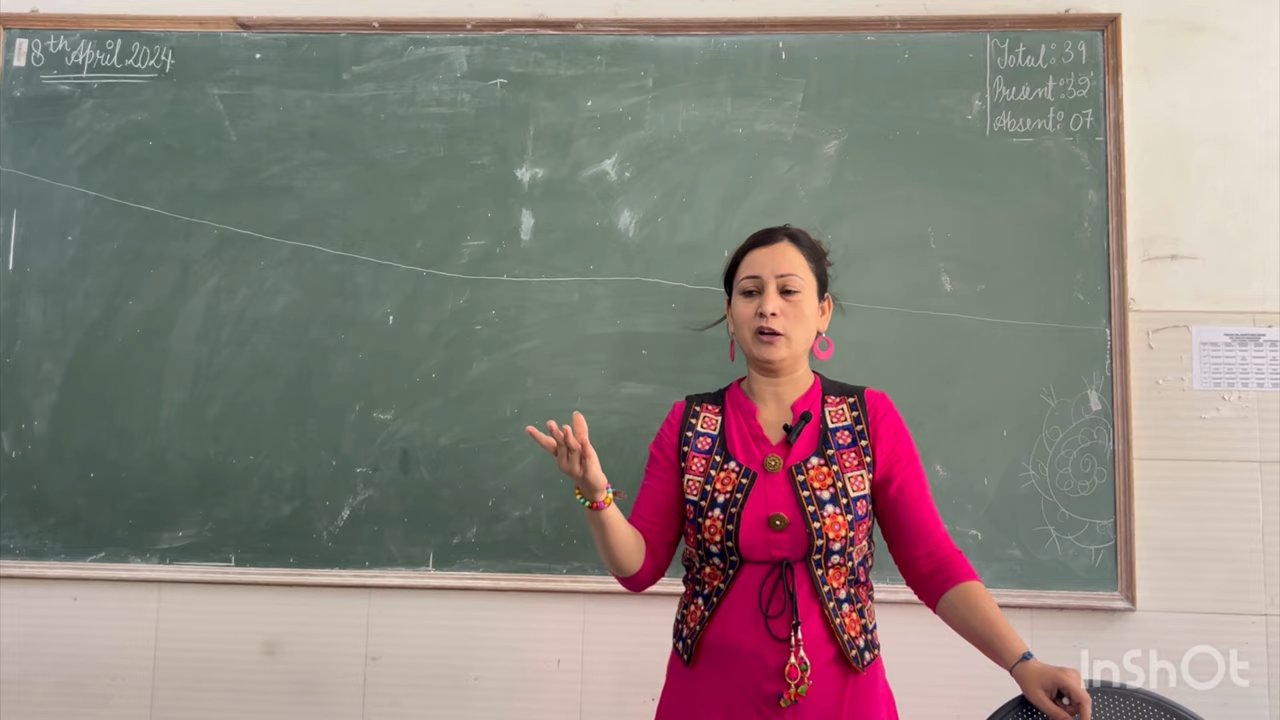 8th April 2024.
Total: 39
Present: 32
Absent: 07
InShOt